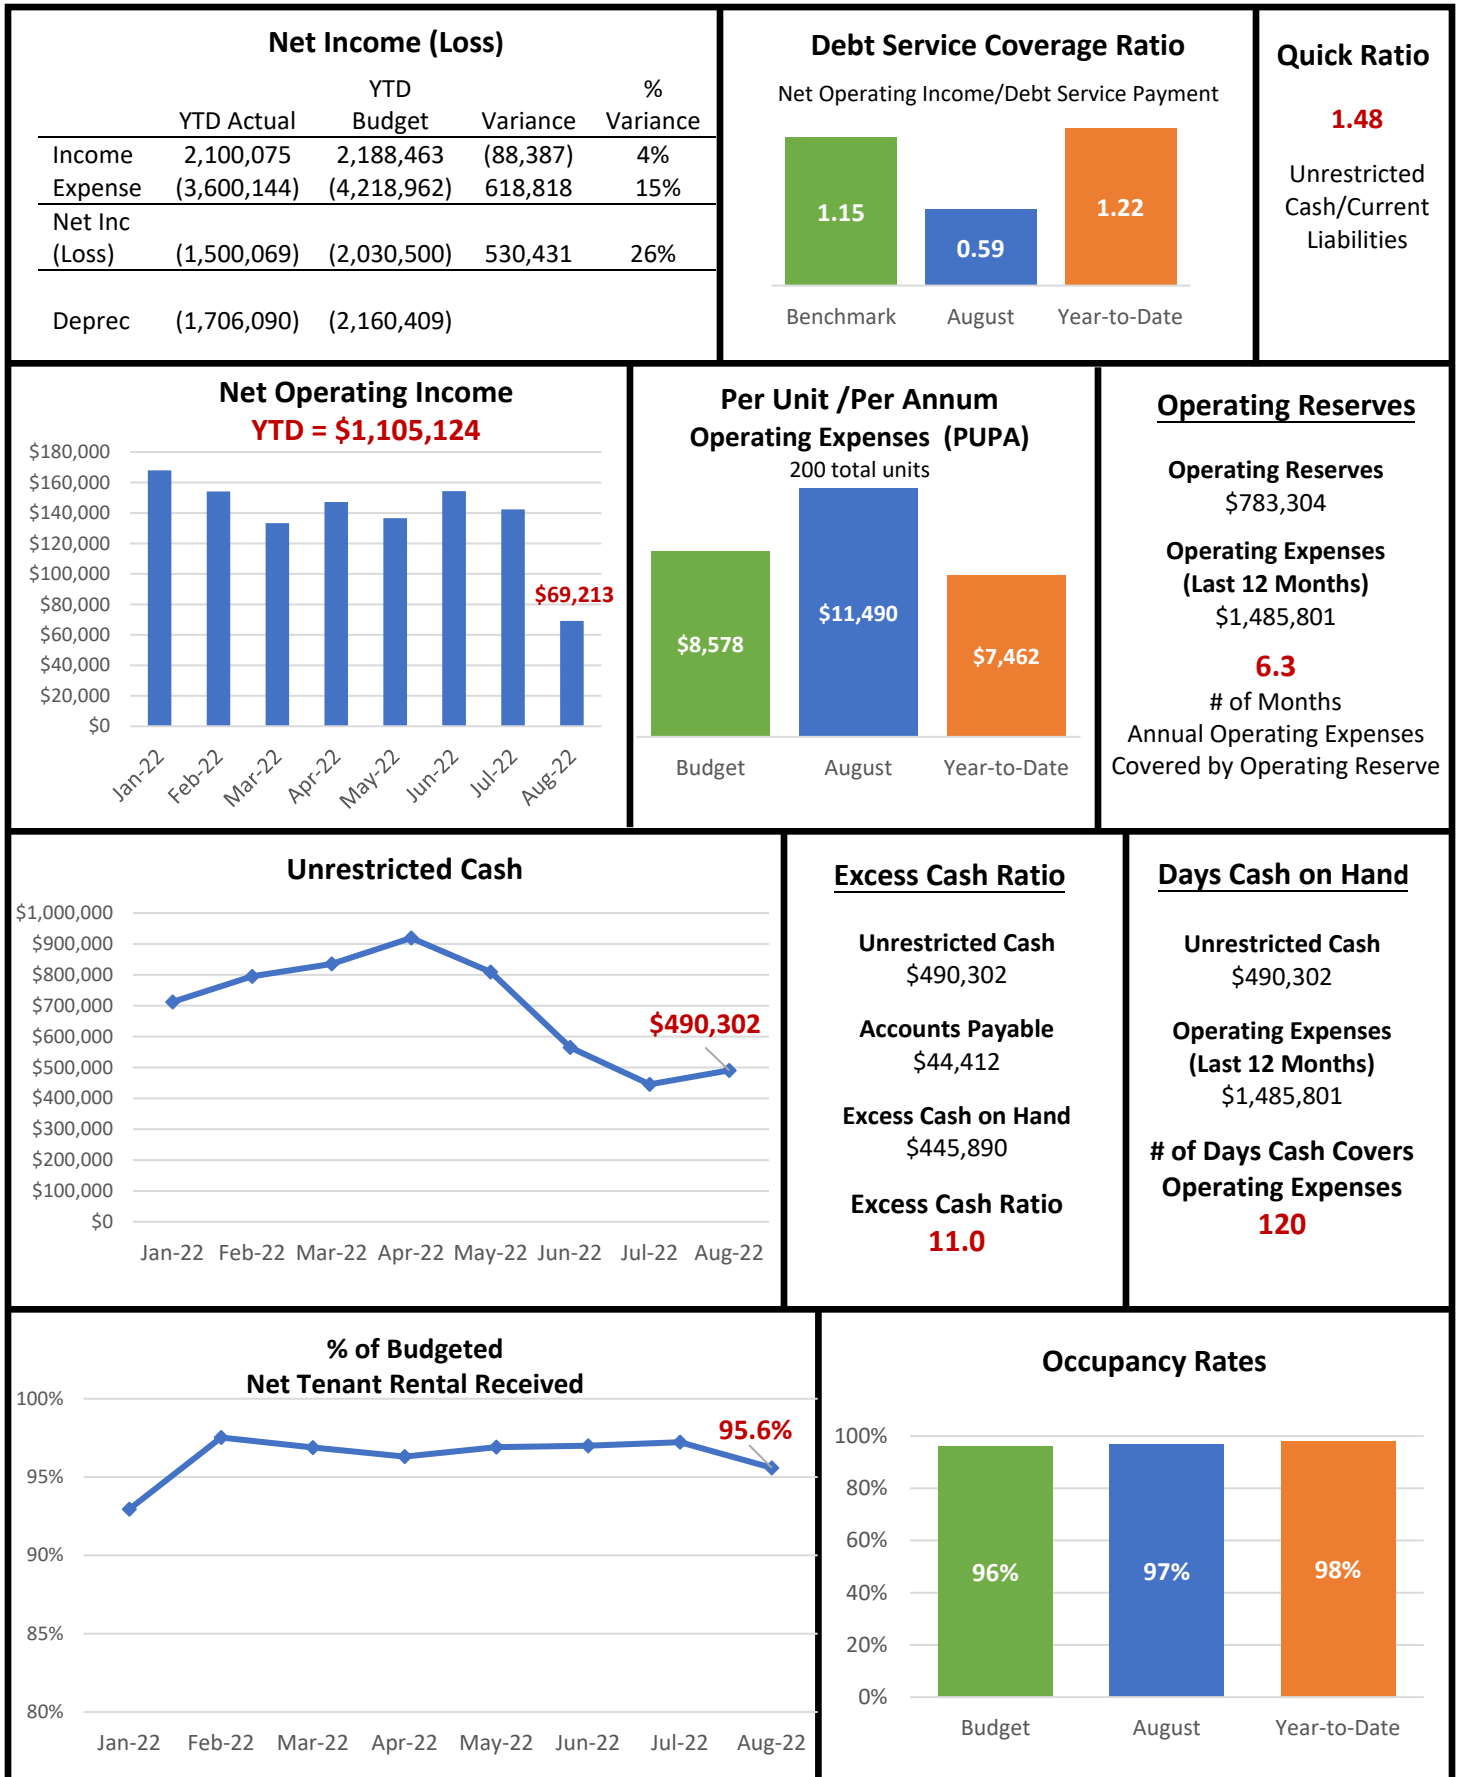 Net Income (Loss)
YTD %
YTD Actual Budget Variance Variance
Income 2,100,075 2,188,463 (88,387) 4%
Expense (3,600,144) (4,218,962) 618,818 15%
Net Inc
(Loss) (1,500,069) (2,030,500) 530,431 26%
Deprec (1,706,090) (2,160,409)
Debt Service Coverage Ratio
Net Operating Income/Debt Service Payment
1.15
0.59
1.22
Benchmark August Year-to-Date
Quick Ratio
1.48
Unrestricted
Cash/Current
Liabilities
Net Operating Income
YTD = $1,105,124
$180,000
$160,000
$140,000
$120,000
$100,000
$80,000
$60,000
$40,000
$20,000
$0
$69,213
Jan-22 Feb-22 Mar-22 Apr-22 May-22 Jun-22 Jul-22 Aug-22
Per Unit /Per Annum
Operating Expenses (PUPA)
200 total units
$8,578
$11,490
$7,462
Budget August Year-to-Date
Operating Reserves
Operating Reserves
$783,304
Operating Expenses
(Last 12 Months)
$1,485,801
6.3
# of Months
Annual Operating Expenses
Covered by Operating Reserve
Unrestricted Cash
$1,000,000
$900,000
$800,000
$700,000
$600,000
$500,000
$400,000
$300,000
$200,000
$100,000
$0
$490,302
Jan-22 Feb-22 Mar-22 Apr-22 May-22 Jun-22 Jul-22 Aug-22
Excess Cash Ratio
Unrestricted Cash
$490,302
Accounts Payable
$44,412
Excess Cash on Hand
$445,890
Excess Cash Ratio
11.0
Days Cash on Hand
Unrestricted Cash
$490,302
Operating Expenses
(Last 12 Months)
$1,485,801
# of Days Cash Covers
Operating Expenses
120
% of Budgeted
Net Tenant Rental Received
100%
95%
90%
85%
80%
95.6%
Jan-22 Feb-22 Mar-22 Apr-22 May-22 Jun-22 Jul-22 Aug-22
Occupancy Rates
100%
80%
60%
40%
20%
0%
96%
97%
98%
Budget August Year-to-Date